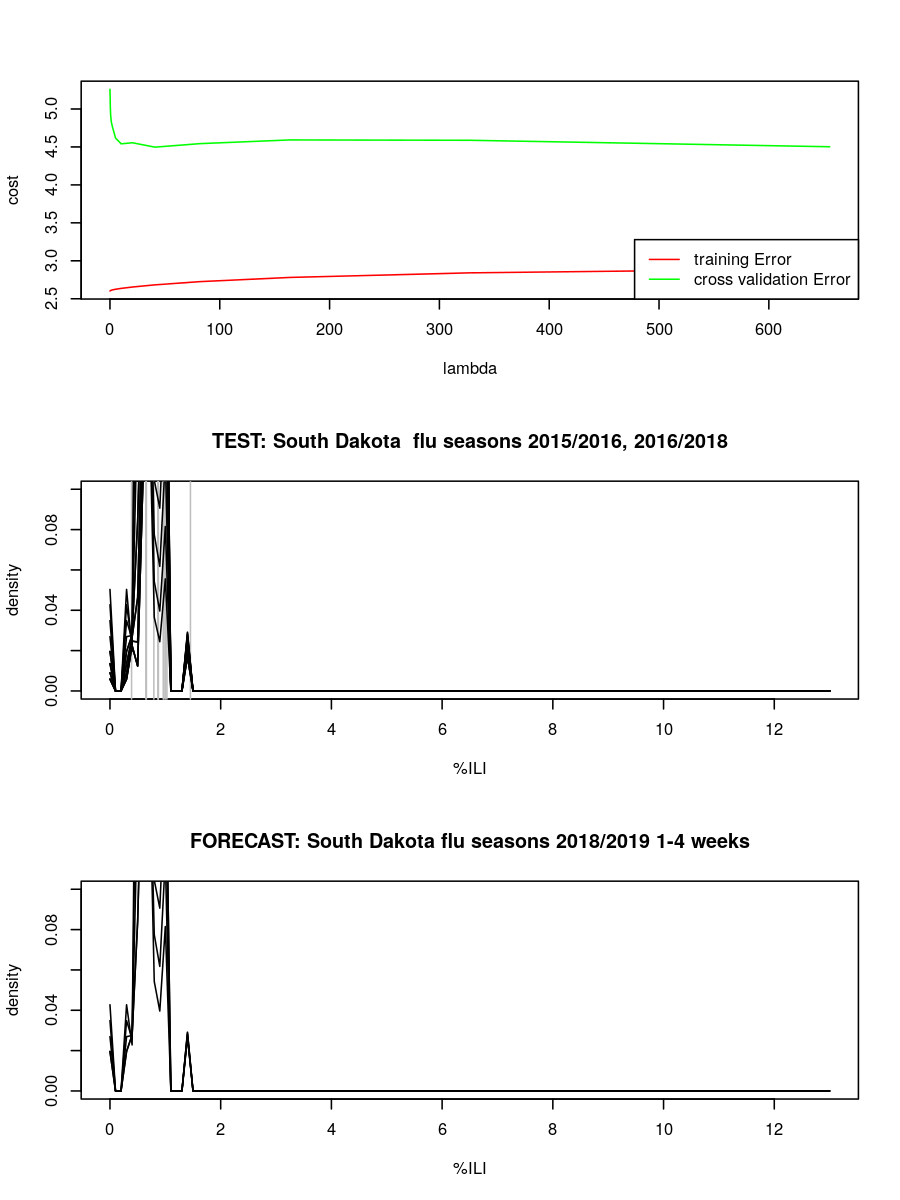 cost
5.0
4.5
4.0
3.5
3.0
2.5
training Error
cross validation Error
0 100 200 300 400 500 600
lambda
TEST: South Dakota  flu seasons 2015/2016, 2016/2018
density
0.08
0.04
0.00
0 2 4 6 8 10 12
%ILI
FORECAST: South Dakota flu seasons 2018/2019 1-4 weeks
density
0.08
0.04
0.00
0 2 4 6 8 10 12
%ILI